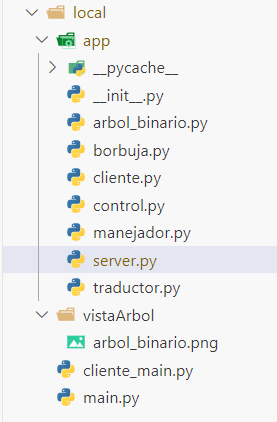 local
app
__pycache__
__init__.py
arbol_binario.py
borbuja.py
cliente.py
control.py
manejador.py
server.py
traductor.py
vistaArbol
arbol_binario.png
cliente_main.py
main.py